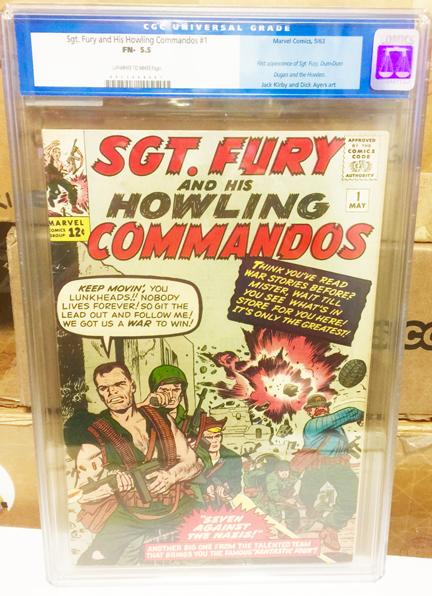 CGC UNIVERSAL GRADE
Sgt. Fury and His Howling Commandos #1
FN- 5.5
Marvel Comics, 5/63
First appearance of Sgt. Fury, Dum-Dum
Dugan and the Howlers.
Jack Kirby and Dick Ayers art
COMICS
APPROVED
BY THE
COMICS
CODE
AUTHORITY
MARVEL
COMICS
GROUP
12¢
SGT. FURY
AND HIS
HOWLING
COMMANDOS
1
MAY
KEEP MOVIN', YOU
LUNKHEADS!! NOBODY
LIVES FOREVER! SO GIT THE
LEAD OUT AND FOLLOW ME!
WE GOT US A WAR TO WIN!
THINK YOU'VE READ
WAR STORIES BEFORE?
MISTER, WAIT TILL
YOU SEE WHAT'S IN
STORE FOR YOU HERE!
IT'S ONLY THE GREATEST!
"SEVEN
AGAINST
THE NAZIS!"
ANOTHER BIG ONE FROM THE TALENTED TEAM
THAT BRINGS YOU THE FAMOUS "FANTASTIC FOUR"!